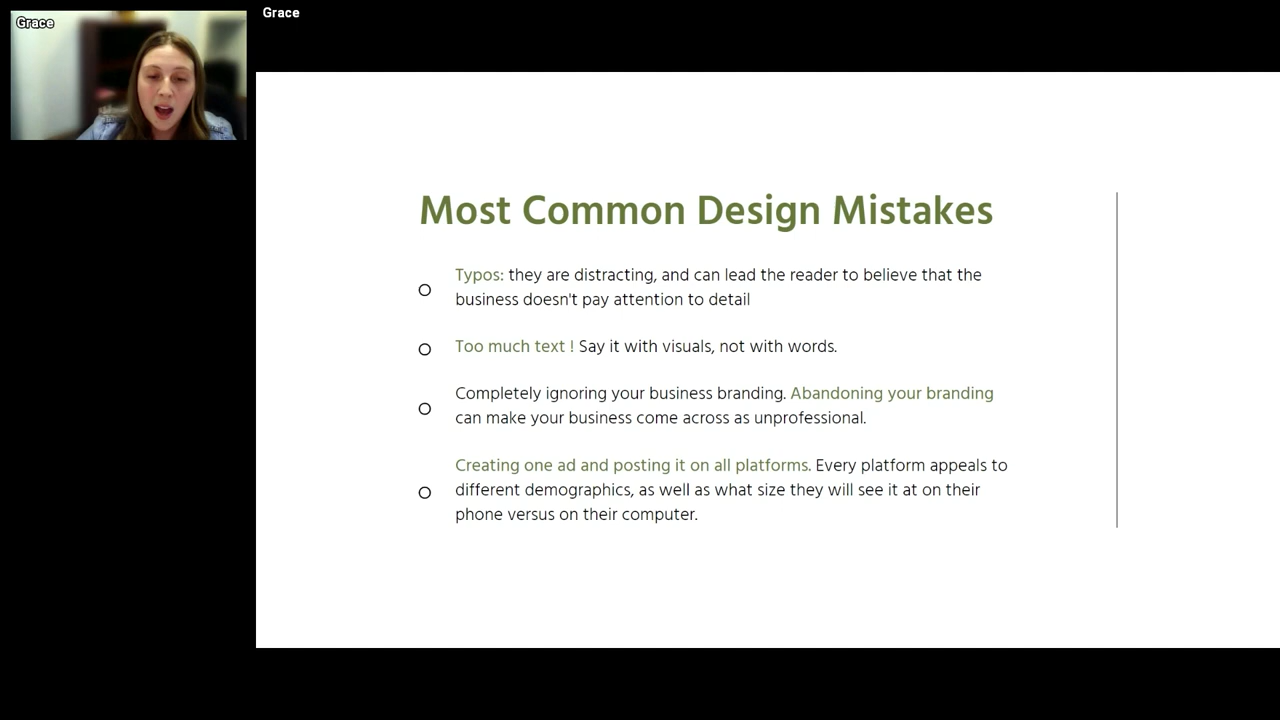 Grace
Grace
Most Common Design Mistakes
Typos: they are distracting, and can lead the reader to believe that the
business doesn't pay attention to detail
Too much text ! Say it with visuals, not with words.
Completely ignoring your business branding. Abandoning your branding
can make your business come across as unprofessional.
Creating one ad and posting it on all platforms. Every platform appeals to
different demographics, as well as what size they will see it at on their
phone versus on their computer.